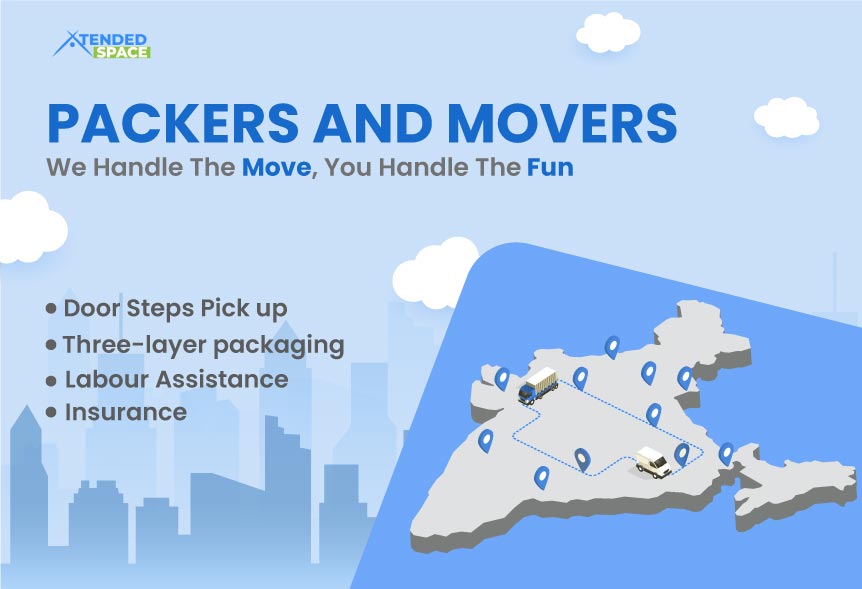 XTENDED
SPACE
PACKERS AND MOVERS
We Handle The Move, You Handle The Fun
Door Steps Pick up
Three-layer packaging
Labour Assistance
Insurance